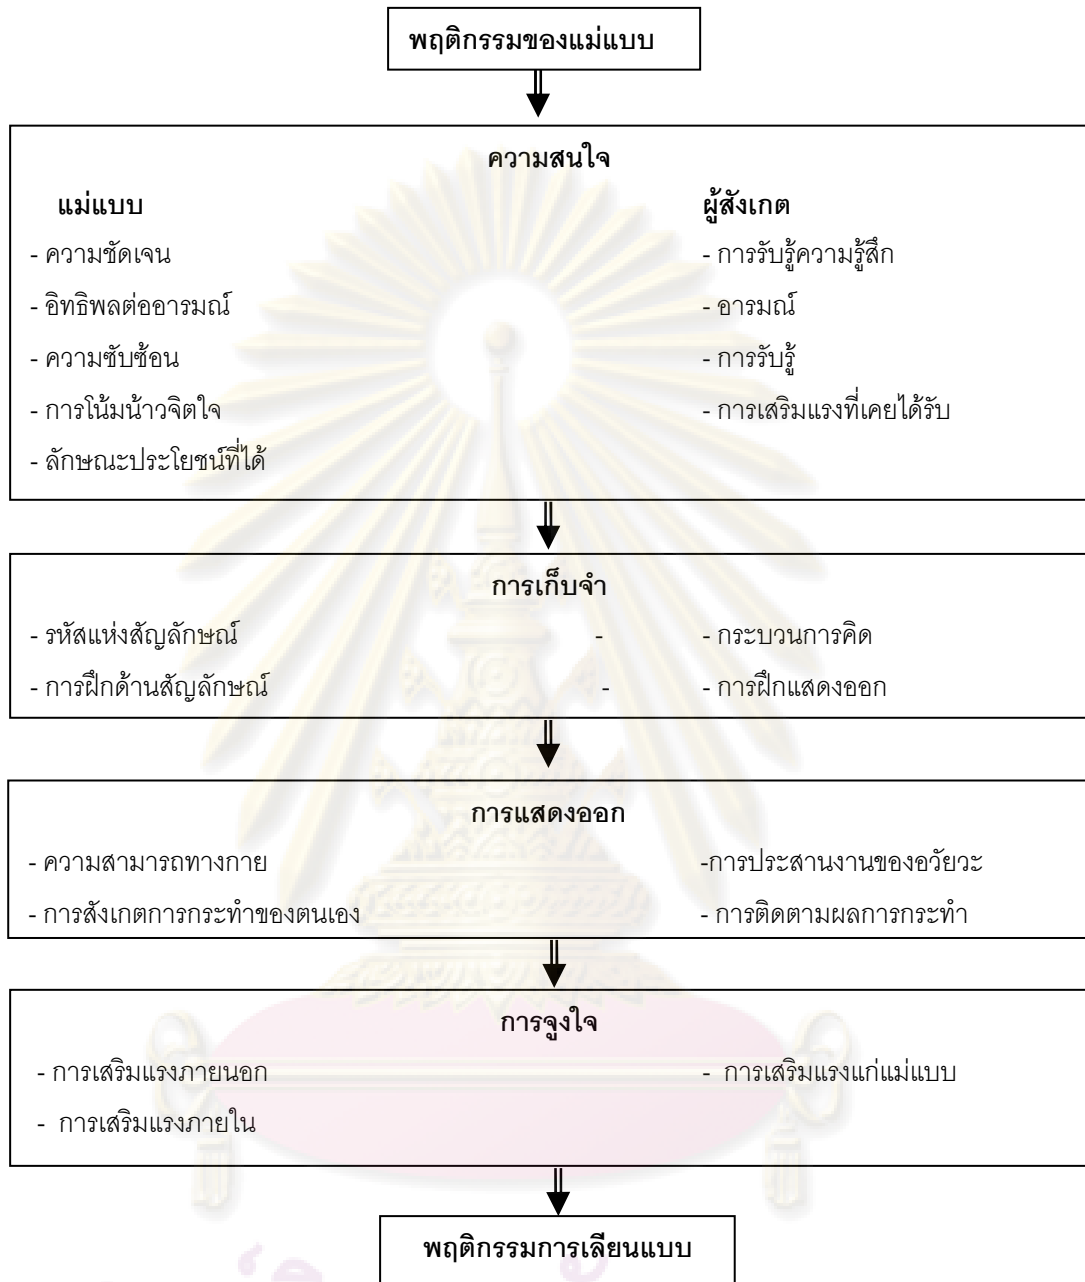 พฤติกรรมของแม่แบบ
ความสนใจ
แม่แบบ ผู้สังเกต
- ความชัดเจน - การรับรู้ความรู้สึก
- อิทธิพลต่ออารมณ์ - อารมณ์
- ความซับซ้อน - การรับรู้
- การโน้มน้าวจิตใจ - การเสริมแรงที่เคยได้รับ
- ลักษณะประโยชน์ที่ได้
การเก็บจำ
- รหัสแห่งสัญลักษณ์ - - กระบวนการคิด
- การฝึกด้านสัญลักษณ์ - - การฝึกแสดงออก
การแสดงออก
- ความสามารถทางกาย -การประสานงานของอวัยวะ
- การสังเกตการกระทำของตนเอง - การติดตามผลการกระทำ
การจูงใจ
- การเสริมแรงภายนอก - การเสริมแรงแก่แม่แบบ
- การเสริมแรงภายใน
พฤติกรรมการเลียนแบบ